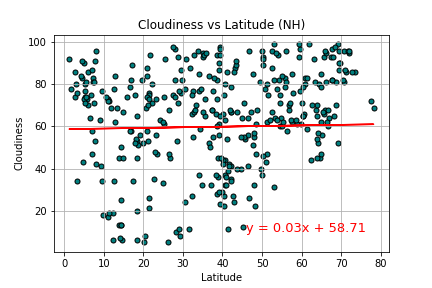 Cloudiness vs Latitude (NH)
100
80
60
40
20
Cloudiness
y = 0.03x + 58.71
0 10 20 30 40 50 60 70 80
Latitude